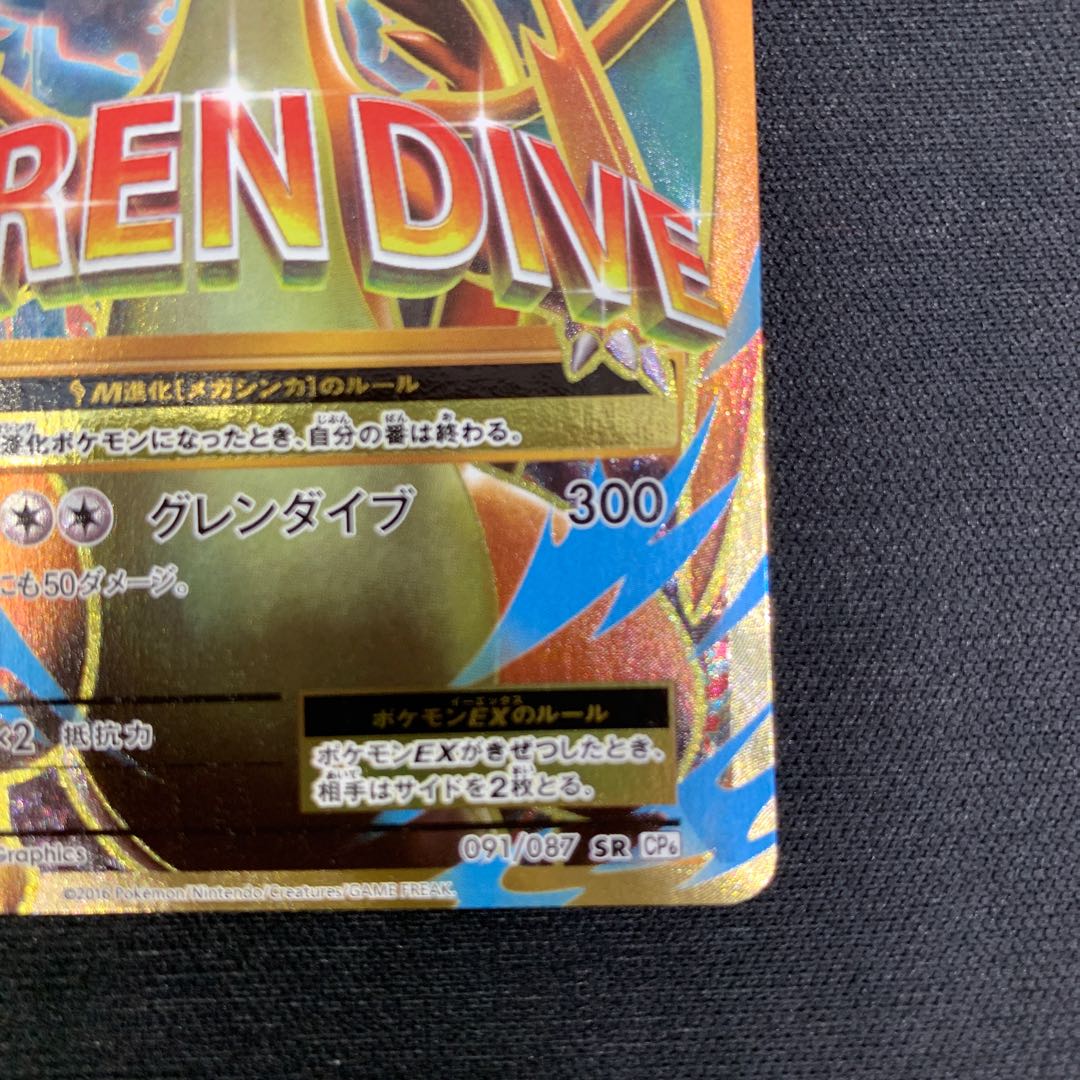 REN DIVE
M進化[メガシンカ]のルール
進化ポケモンになったとき、自分の番は終わる。
グレンダイブ 300
にも50ダメージ。
×2 抵抗力
ポケモンEXのルール
ポケモンEXがきぜつしたとき、
相手はサイドを2枚とる。
Graphics
091/087 SR CP6
©2016 Pokémon/Nintendo/Creatures/GAME FREAK.